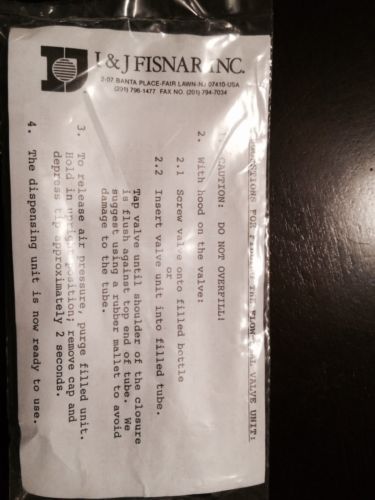 I & J FISNAR INC.
2-07 BANTA PLACE-FAIR LAWN-NJ 07410-USA
(201) 796-1477 FAX NO. (201) 794-7034
FOR VALVE UNIT:
1. CAUTION: DO NOT OVERFILL!
2. With hood on the valve:
2.1 Screw valve onto filled bottle
or
2.2 Insert valve unit into filled tube.
Tap valve until shoulder of the closure
is flush against top end of tube. We
suggest using a rubber mallet to avoid
damage to the tube.
3. To release air pressure, purge filled unit.
Hold in upright position; remove cap and
depress tip approximately 2 seconds.
4. The dispensing unit is now ready to use.